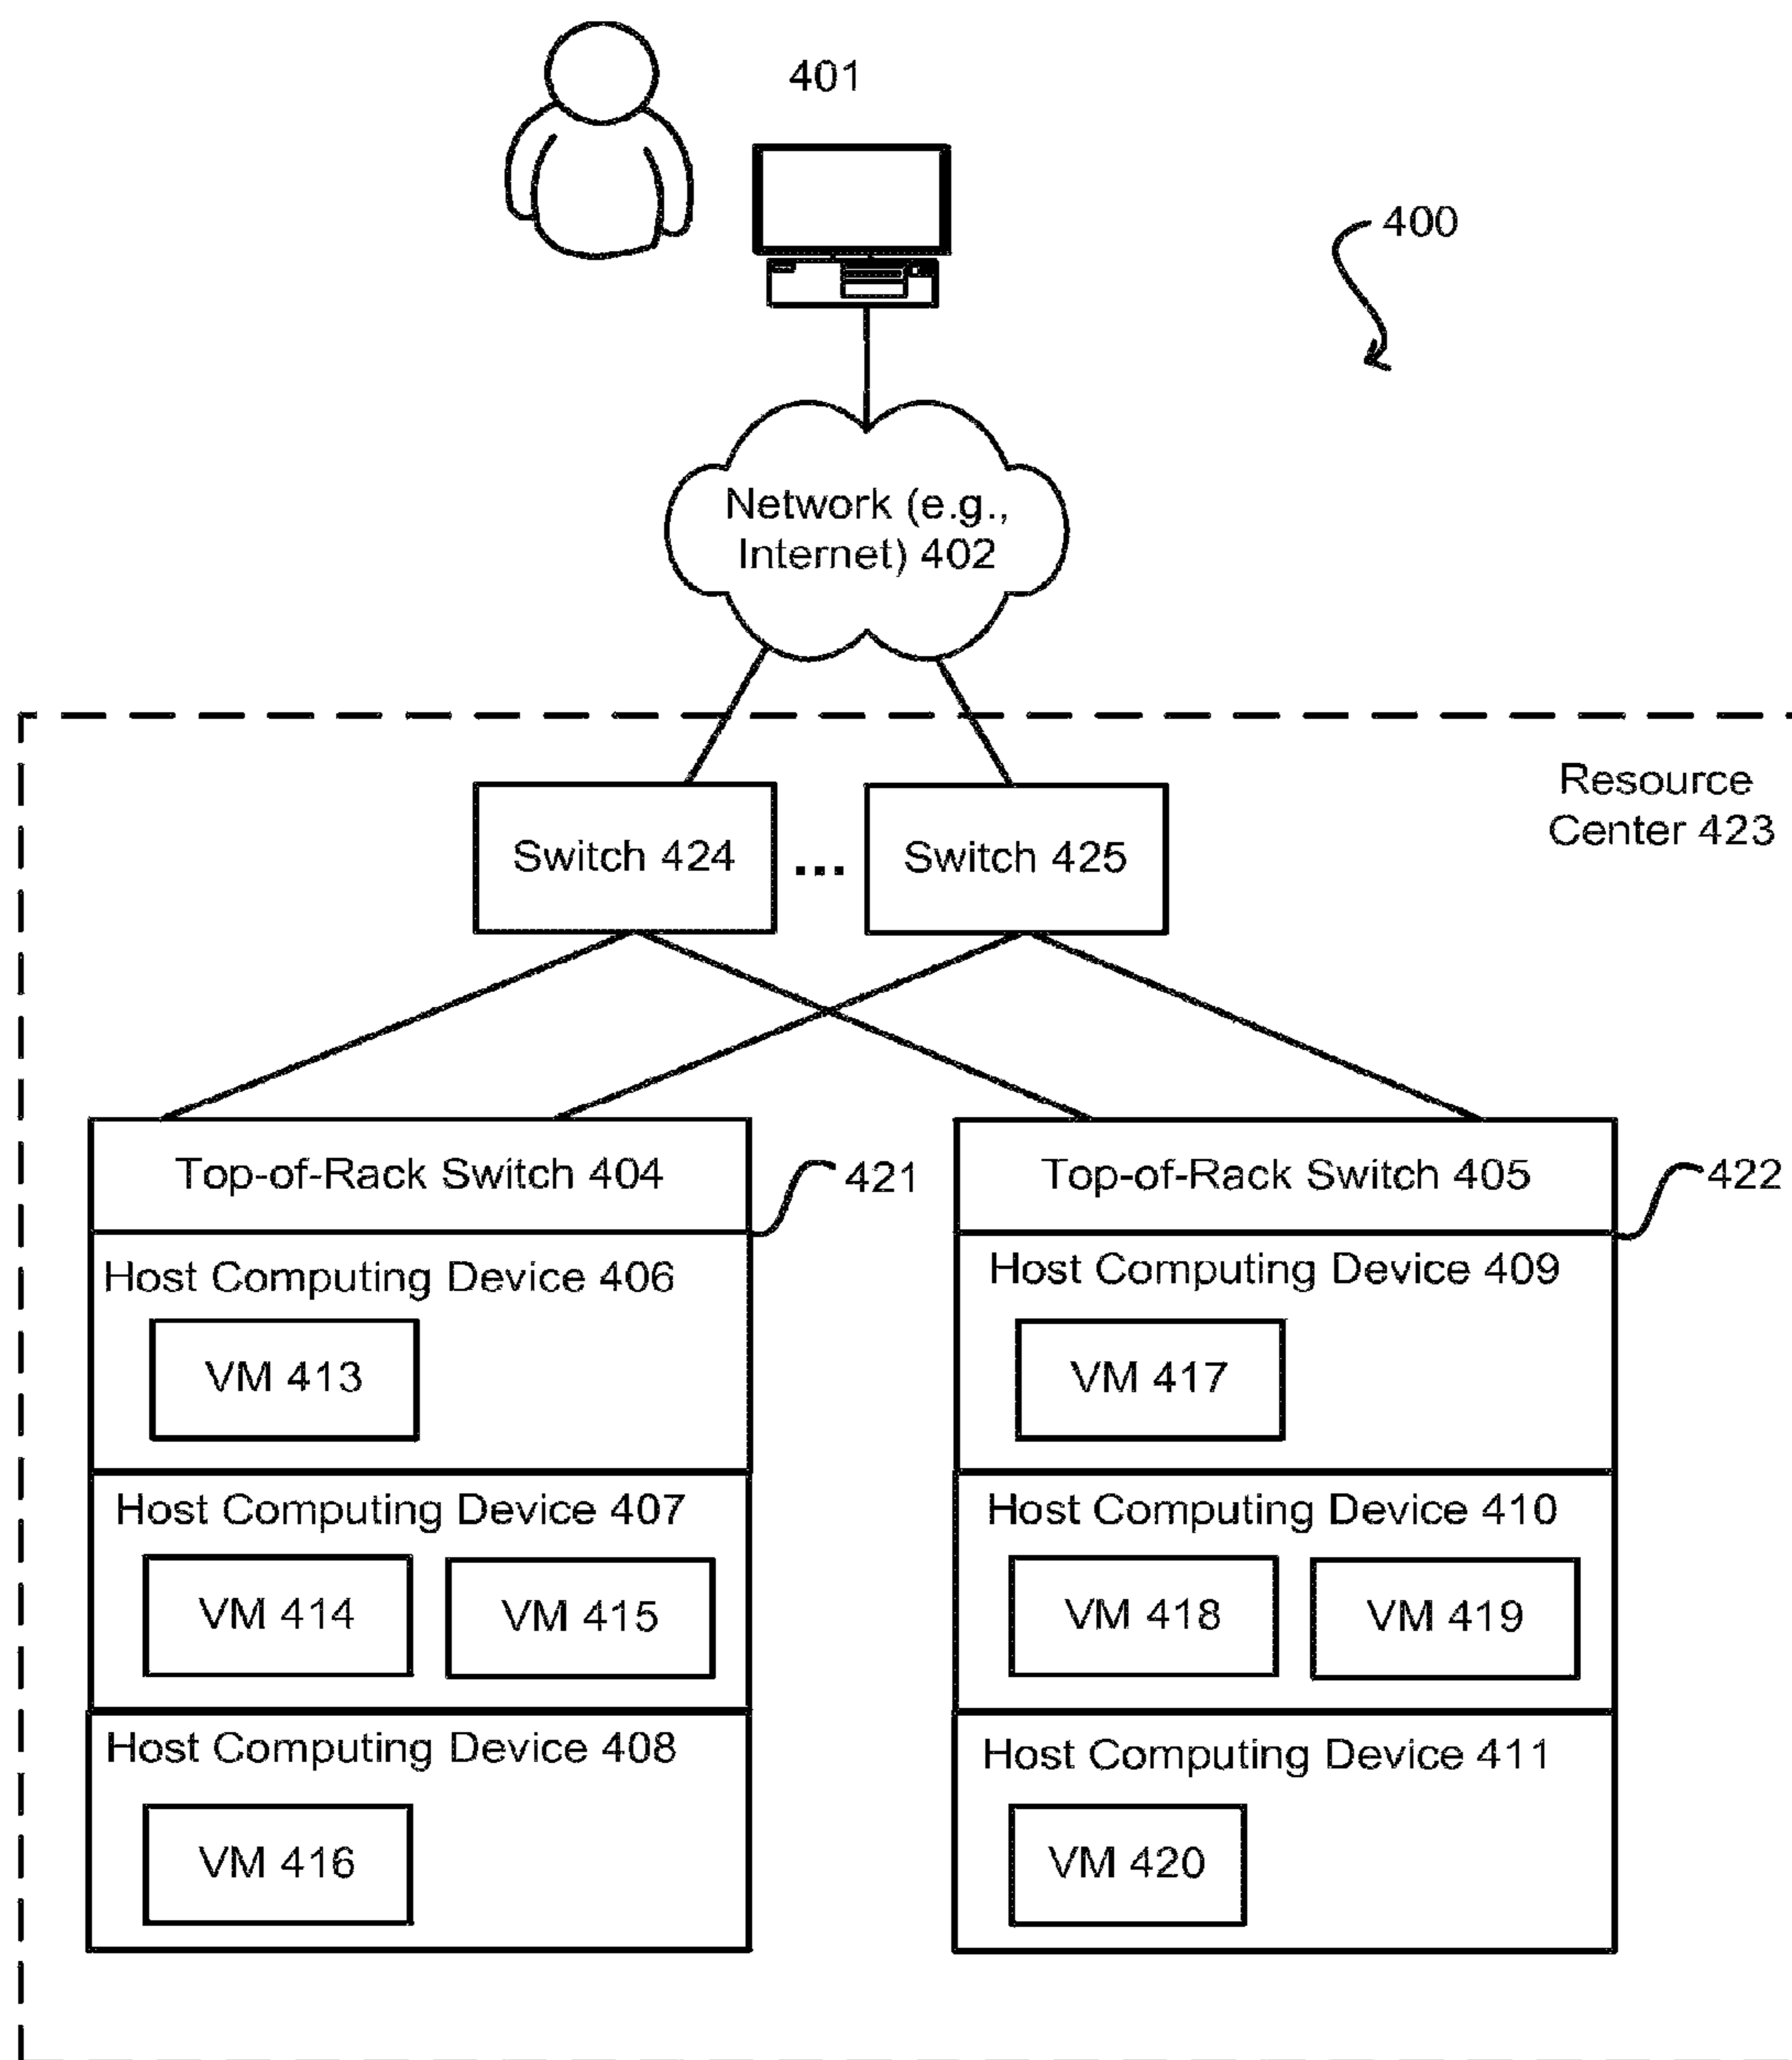 401
400
Network (e.g.,
Internet) 402
Resource
Center 423
Switch 424
...
Switch 425
Top-of-Rack Switch 404
421
Top-of-Rack Switch 405
422
Host Computing Device 406
VM 413
Host Computing Device 409
VM 417
Host Computing Device 407
VM 414
VM 415
Host Computing Device 410
VM 418
VM 419
Host Computing Device 408
VM 416
Host Computing Device 411
VM 420